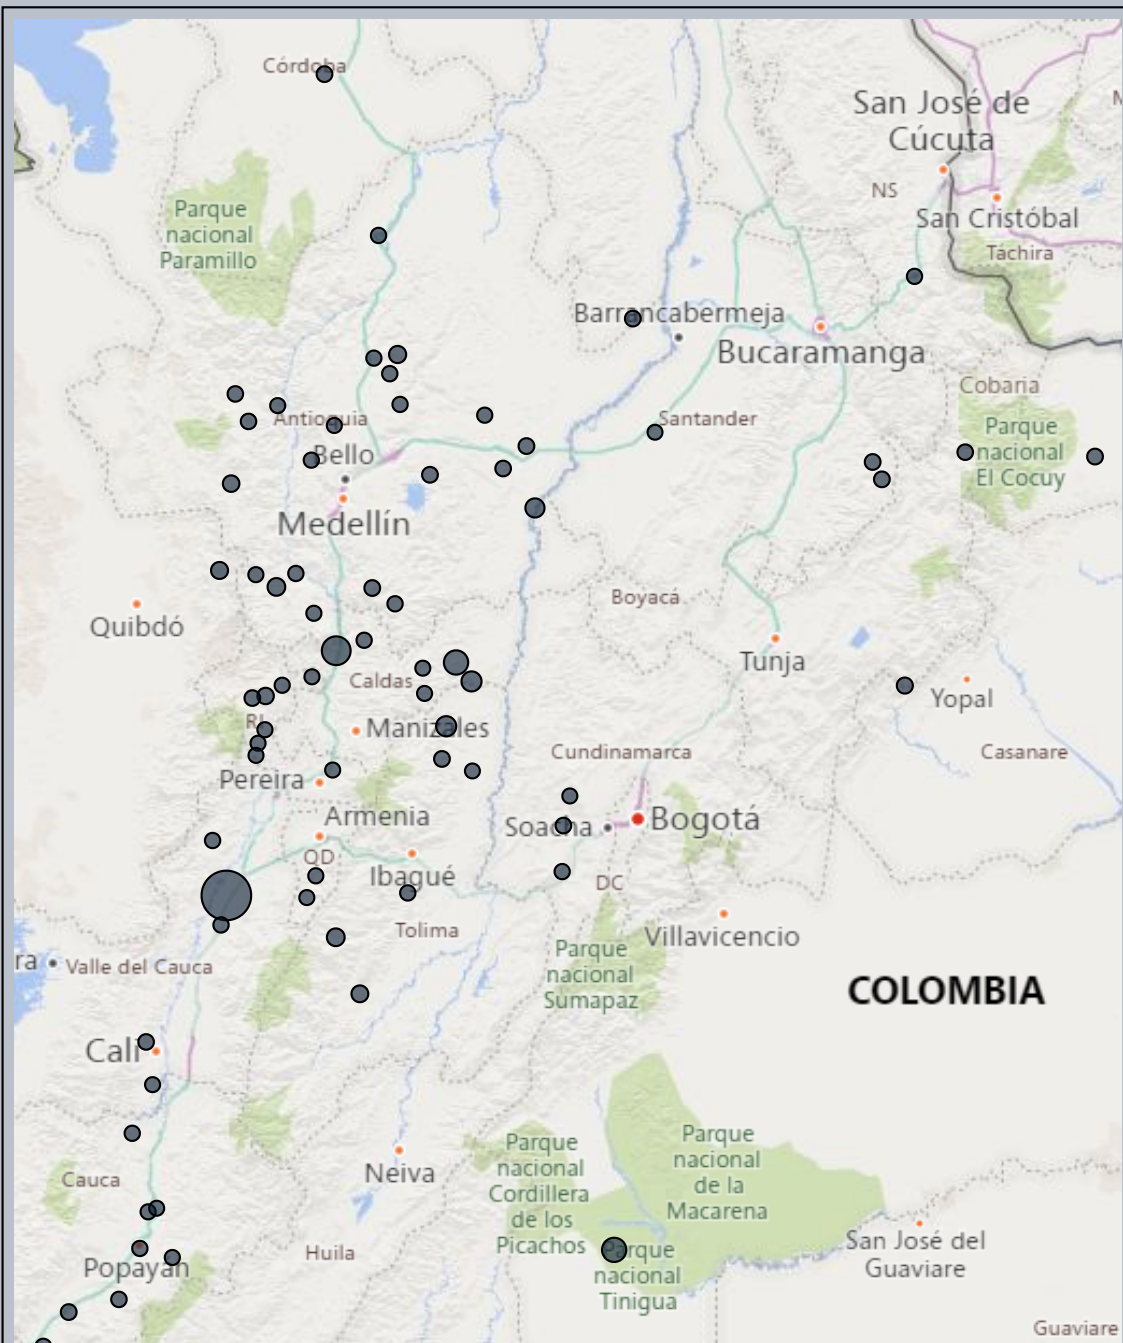 Córdoba
San José de
Cúcuta
NS
San Cristóbal
Táchira
Parque
nacional
Paramillo
Barrancabermeja
Bucaramanga
Cobaria
Parque
nacional
El Cocuy
Antioquia
Santander
Bello
Medellín
Quibdó
Boyacá
Tunja
Yopal
Caldas
RI
Manizales
Cundinamarca
Casanare
Pereira
Armenia
Soacha
Bogotá
QD
Ibagué
DC
Tolima
Villavicencio
Parque
nacional
Sumapaz
ra
Valle del Cauca
COLOMBIA
Cali
Parque
nacional
Cordillera
de los
Picachos
Parque
nacional
de la
Macarena
Neiva
Cauca
Huila
San José del
Guaviare
Popayán
Parque
nacional
Tinigua
Guaviare